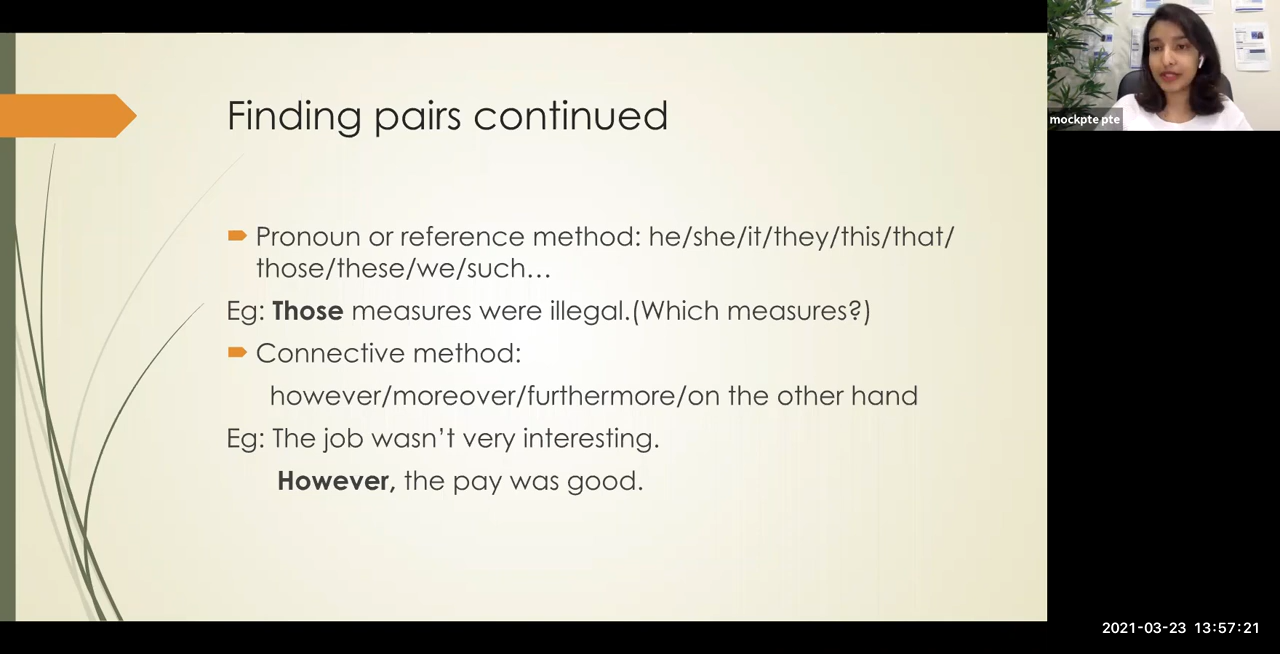 Finding pairs continued
Pronoun or reference method: he/she/it/they/this/that/
those/these/we/such...
Eg: Those measures were illegal.(Which measures?)
Connective method:
however/moreover/furthermore/on the other hand
Eg: The job wasn’t very interesting.
However, the pay was good.
mockpte pte
2021-03-23 13:57:21